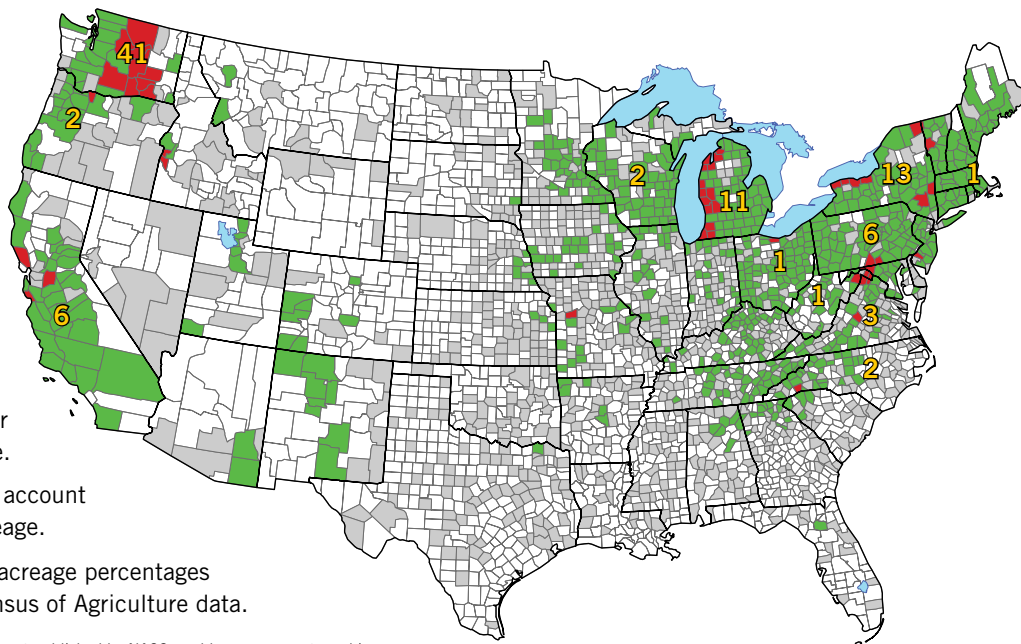 41
2
2
11
13
1
6
1
1
6
3
2
e.
account
eage.
acreage percentages
nsus of Agriculture data.